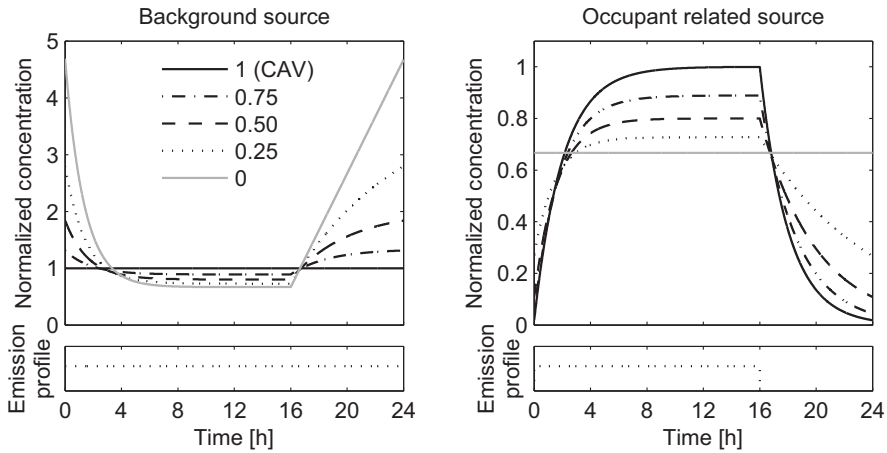 Background source
Normalized concentration
5
4
3
2
1
0
1 (CAV)
0.75
0.50
0.25
0
Emission
profile
0 4 8 12 16 20 24
Time [h]
Occupant related source
Normalized concentration
1
0.8
0.6
0.4
0.2
0
Emission
profile
0 4 8 12 16 20 24
Time [h]